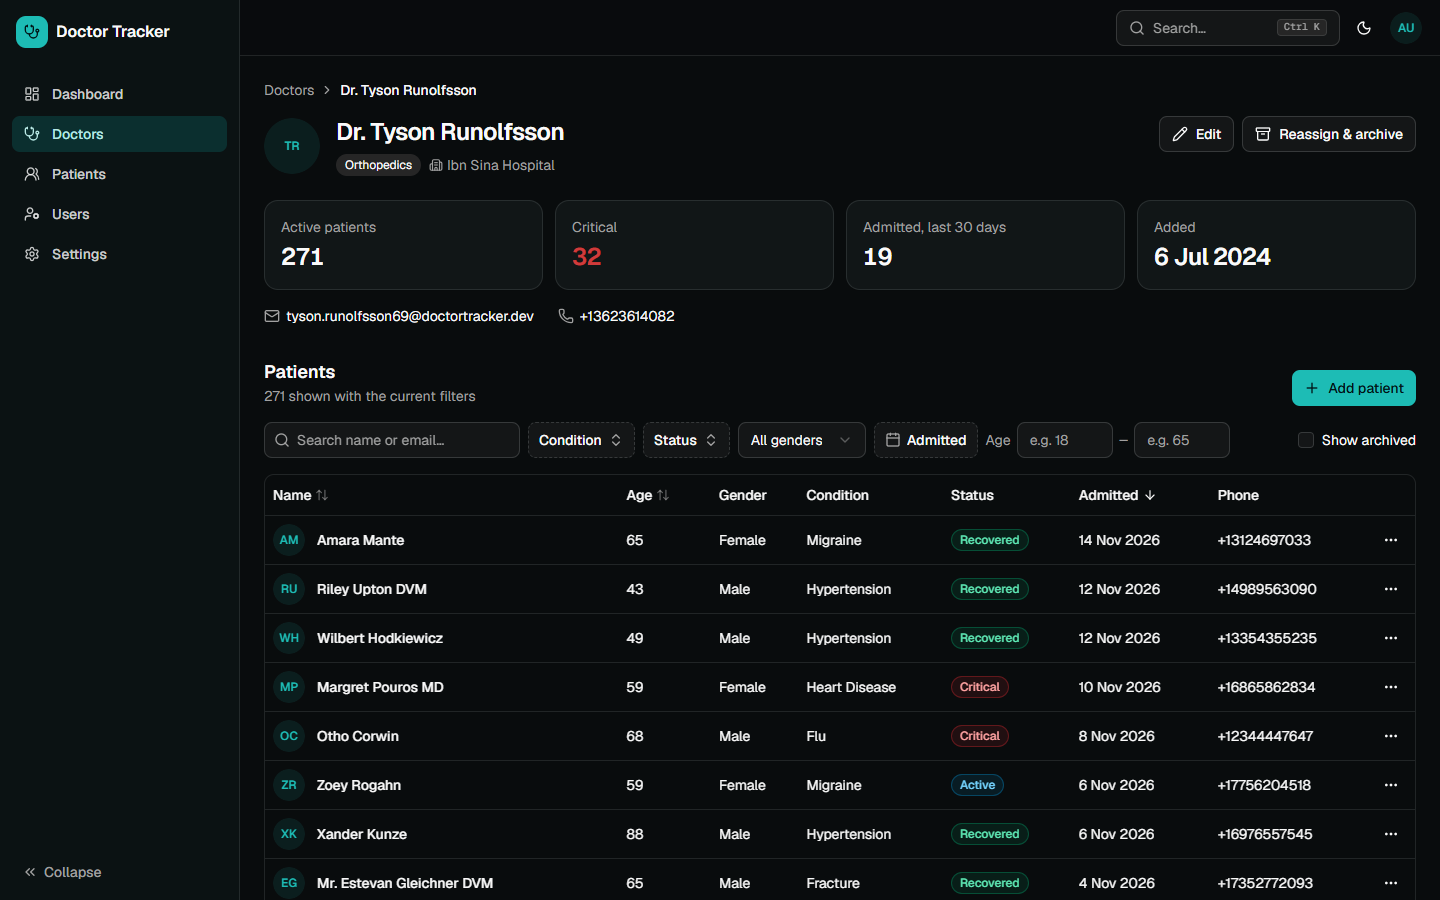 Doctor Tracker
Search... Ctrl K AU
Dashboard
Doctors
Patients
Users
Settings
Collapse
Doctors > Dr. Tyson Runolfsson
TR
Dr. Tyson Runolfsson
Orthopedics Ibn Sina Hospital
Edit
Reassign & archive
Active patients
271
Critical
32
Admitted, last 30 days
19
Added
6 Jul 2024
tyson.runolfsson69@doctortracker.dev +13623614082
Patients
271 shown with the current filters
Add patient
Search name or email... Condition Status All genders Admitted Age e.g. 18 – e.g. 65 Show archived
Name Age Gender Condition Status Admitted Phone
AM Amara Mante 65 Female Migraine Recovered 14 Nov 2026 +13124697033
RU Riley Upton DVM 43 Male Hypertension Recovered 12 Nov 2026 +14989563090
WH Wilbert Hodkiewicz 49 Male Hypertension Recovered 12 Nov 2026 +13354355235
MP Margret Pouros MD 59 Female Heart Disease Critical 10 Nov 2026 +16865862834
OC Otho Corwin 68 Male Flu Critical 8 Nov 2026 +12344447647
ZR Zoey Rogahn 59 Female Migraine Active 6 Nov 2026 +17756204518
XK Xander Kunze 88 Male Hypertension Recovered 6 Nov 2026 +16976557545
EG Mr. Estevan Gleichner DVM 65 Male Fracture Recovered 4 Nov 2026 +17352772093